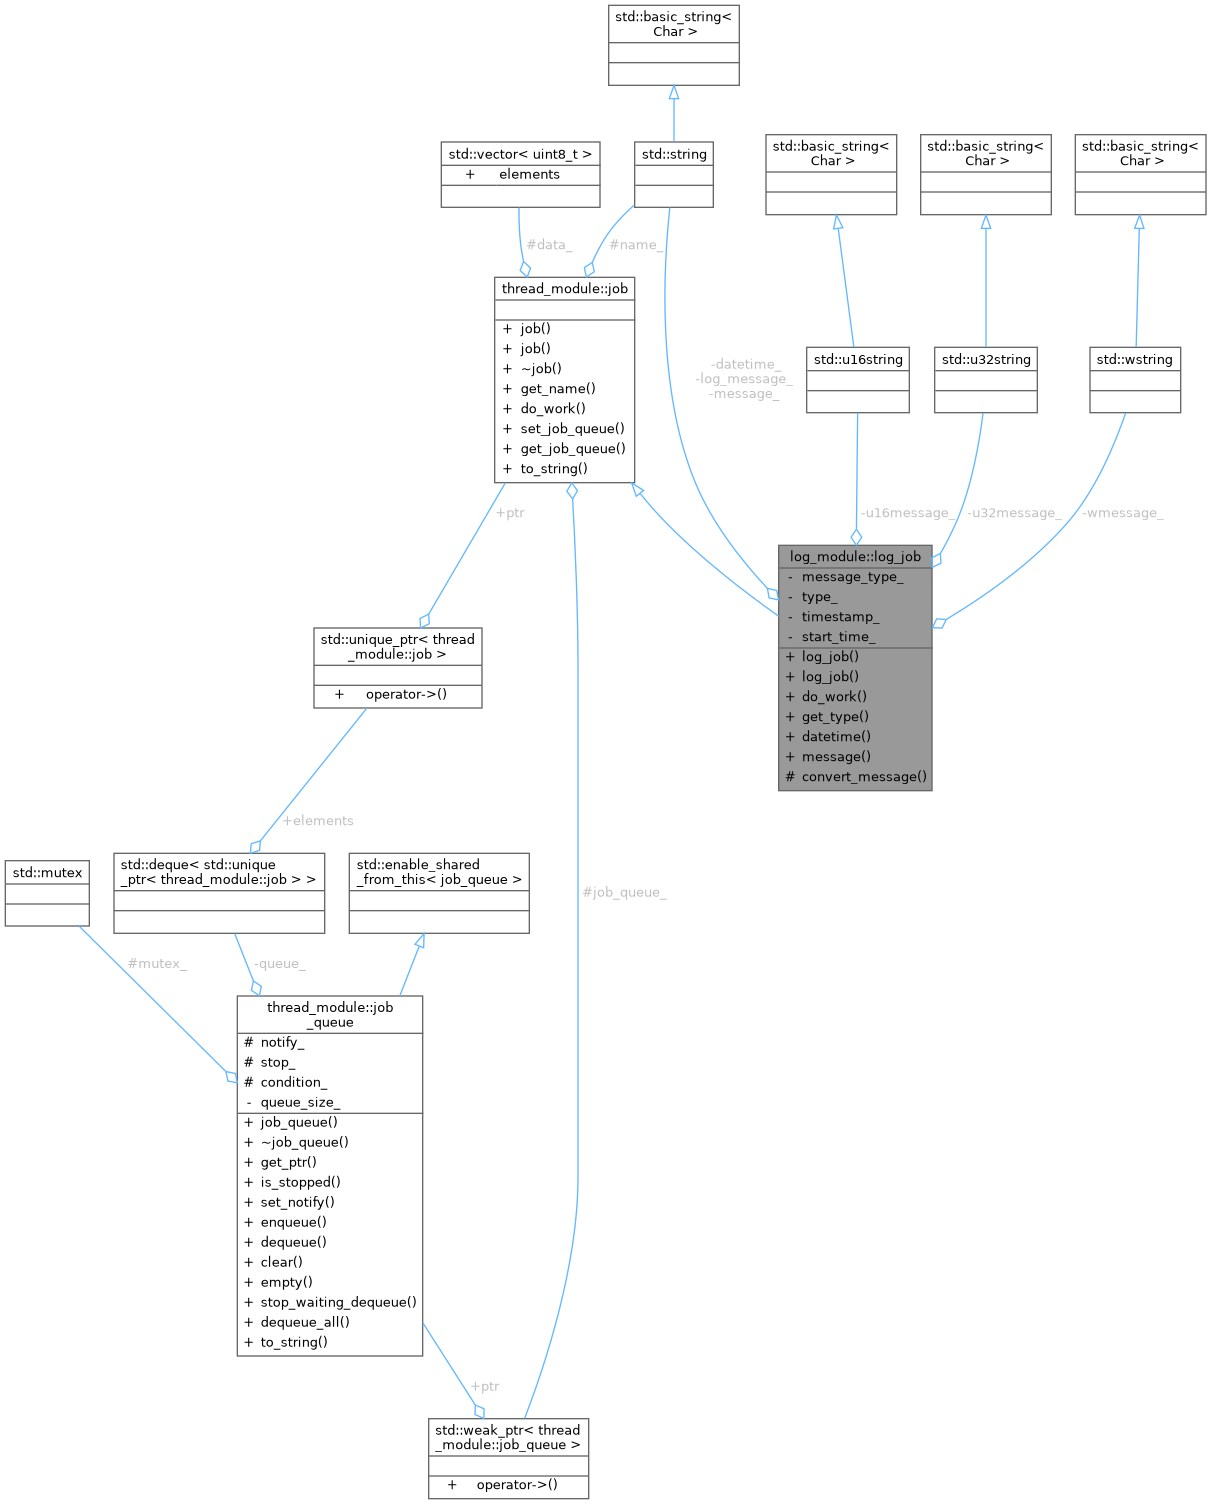 std::basic_string<
Char >
std::vector< uint8_t >
+ elements
std::string
std::basic_string<
Char >
std::basic_string<
Char >
std::basic_string<
Char >
#data_
#name_
thread_module::job
+ job()
+ job()
+ ~job()
+ get_name()
+ do_work()
+ set_job_queue()
+ get_job_queue()
+ to_string()
-datetime_
-log_message_
-message_
std::u16string
std::u32string
std::wstring
+ptr
-u16message_
-u32message_
-wmessage_
log_module::log_job
- message_type_
- type_
- timestamp_
- start_time_
+ log_job()
+ log_job()
+ do_work()
+ get_type()
+ datetime()
+ message()
# convert_message()
std::unique_ptr< thread
_module::job >
+ operator->()
+elements
std::mutex
std::deque< std::unique
_ptr< thread_module::job > >
std::enable_shared
_from_this< job_queue >
#job_queue_
#mutex_
-queue_
thread_module::job
_queue
# notify_
# stop_
# condition_
- queue_size_
+ job_queue()
+ ~job_queue()
+ get_ptr()
+ is_stopped()
+ set_notify()
+ enqueue()
+ dequeue()
+ clear()
+ empty()
+ stop_waiting_dequeue()
+ dequeue_all()
+ to_string()
+ptr
std::weak_ptr< thread
_module::job_queue >
+ operator->()